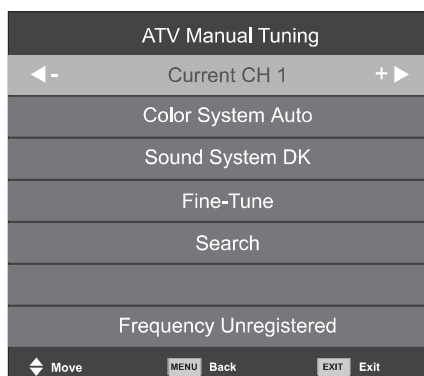 ATV Manual Tuning
- Current CH 1 +
Color System Auto
Sound System DK
Fine-Tune
Search
Frequency Unregistered
Move MENU Back EXIT Exit